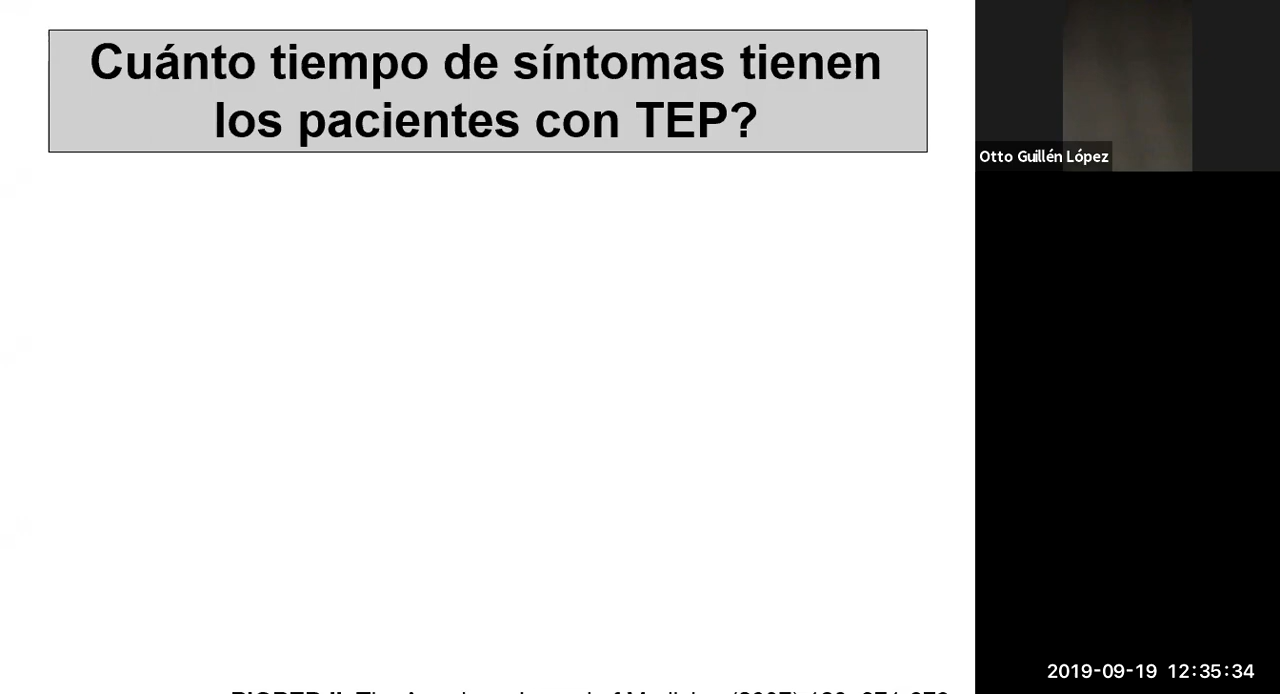 Cuánto tiempo de síntomas tienen
los pacientes con TEP?
Otto Guillén López
2019-09-19 12:35:34